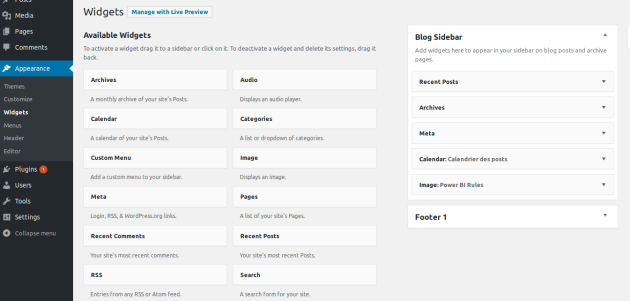 Posts
Media
Pages
Comments
Appearance
Themes
Customize
Widgets
Menus
Header
Editor
Plugins 1
Users
Tools
Settings
Collapse menu
Widgets Manage with Live Preview
Available Widgets
To activate a widget drag it to a sidebar or click on it. To deactivate a widget and delete its settings, drag it
back.
Archives
A monthly archive of your site's Posts.
Audio
Displays an audio player.
Calendar
A calendar of your site's Posts.
Categories
A list or dropdown of categories.
Custom Menu
Add a custom menu to your sidebar.
Image
Displays an image.
Meta
Login, RSS, & WordPress.org links.
Pages
A list of your site's Pages.
Recent Comments
Your site's most recent comments.
Recent Posts
Your site's most recent Posts.
RSS
Entries from any RSS or Atom feed.
Search
A search form for your site.
Blog Sidebar
Add widgets here to appear in your sidebar on blog posts and archive
pages.
Recent Posts
Archives
Meta
Calendar: Calendrier des posts
Image: Power BI Rules
Footer 1